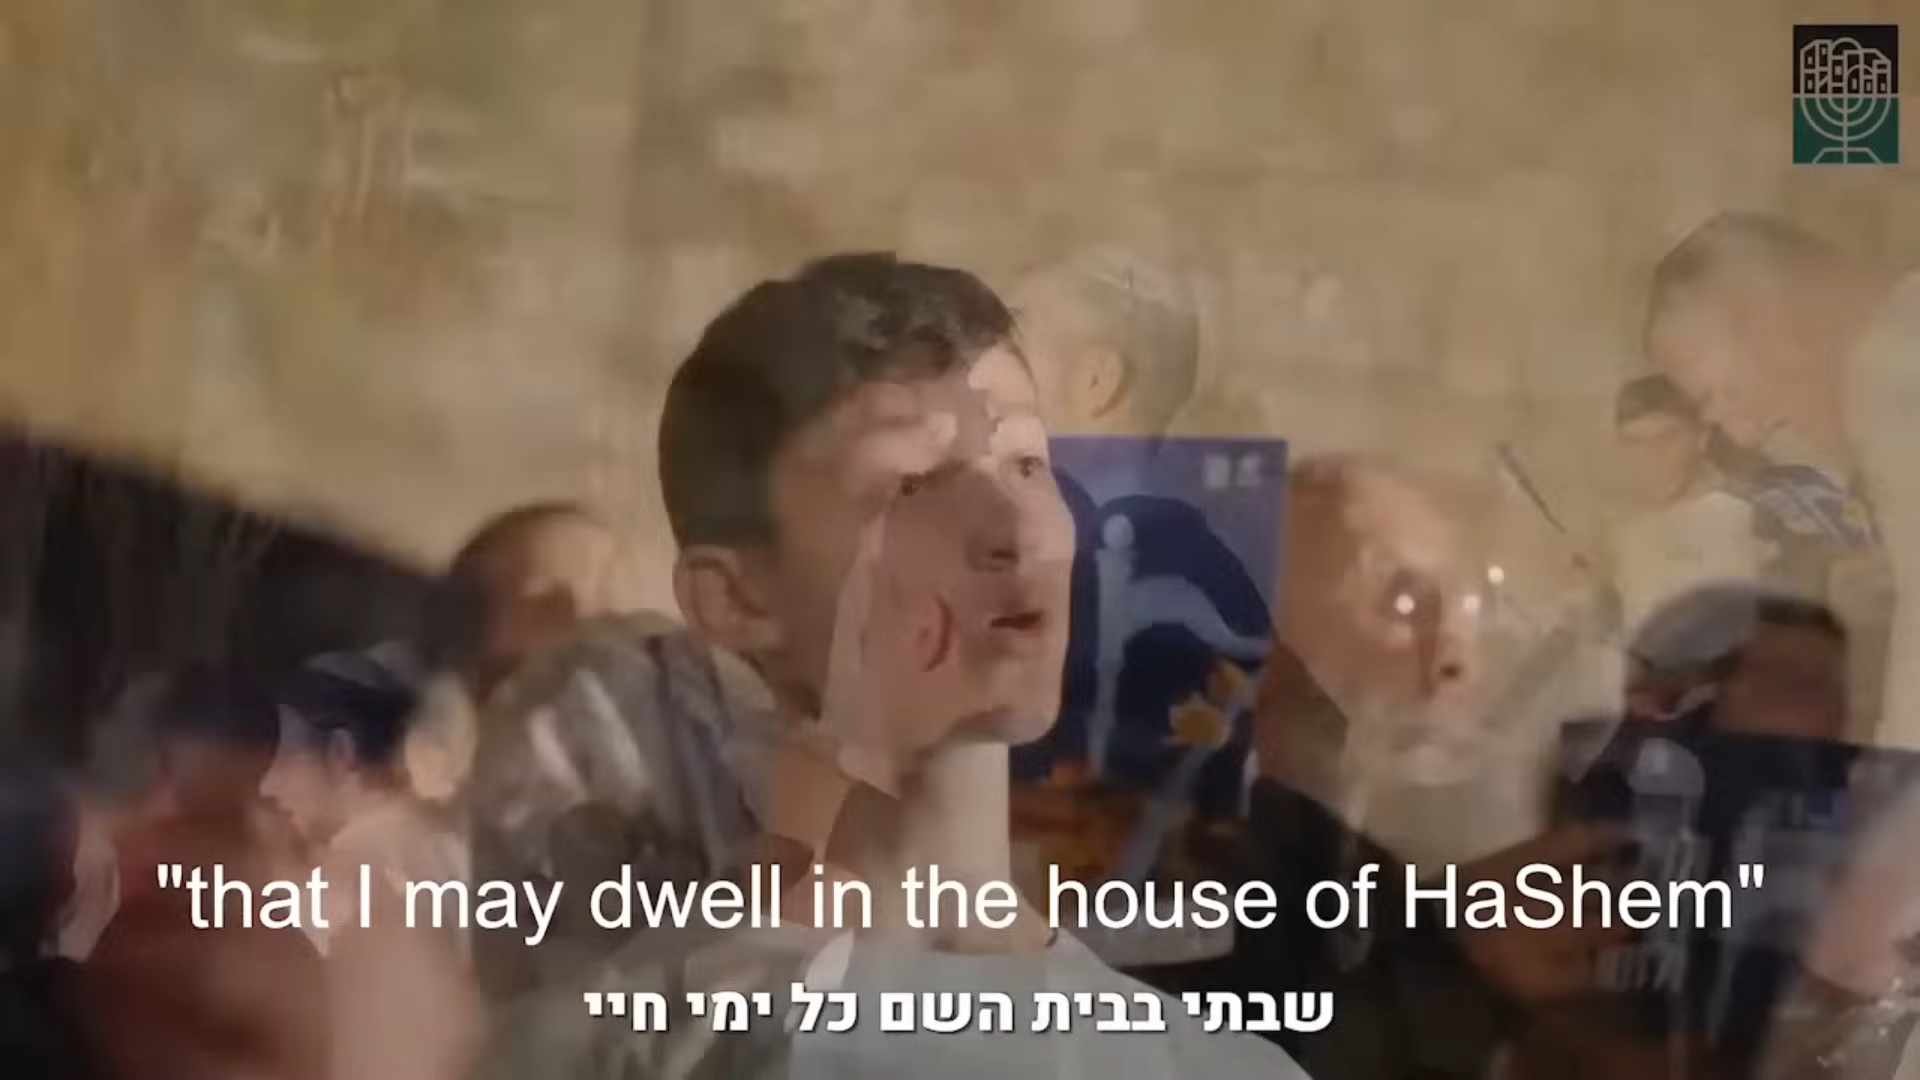 "that I may dwell in the house of HaShem"
שבתי בבית השם כל ימי חיי